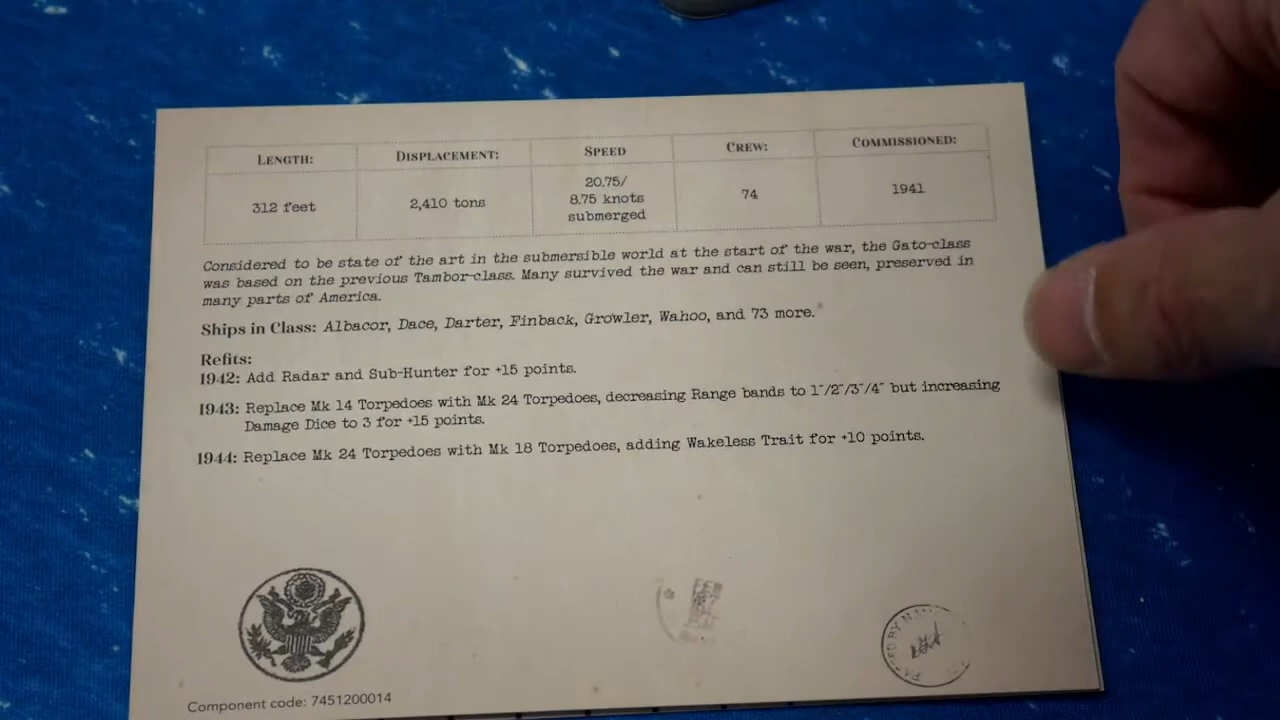 LENGTH: DISPLACEMENT: SPEED CREW: COMMISSIONED:
312 feet 2,410 tons 20.75/ 8.75 knots submerged 74 1941
Considered to be state of the art in the submersible world at the start of the war, the Gato-class
was based on the previous Tambor-class. Many survived the war and can still be seen, preserved in
many parts of America.
Ships in Class: Albacor, Dace, Darter, Finback, Growler, Wahoo, and 73 more.
Refits:
1942: Add Radar and Sub-Hunter for +15 points.
1943: Replace Mk 14 Torpedoes with Mk 24 Torpedoes, decreasing Range bands to 1"/2"/3"/4" but increasing
Damage Dice to 3 for +15 points.
1944: Replace Mk 24 Torpedoes with Mk 18 Torpedoes, adding Wakeless Trait for +10 points.
FEB
BY
Component code: 7451200014